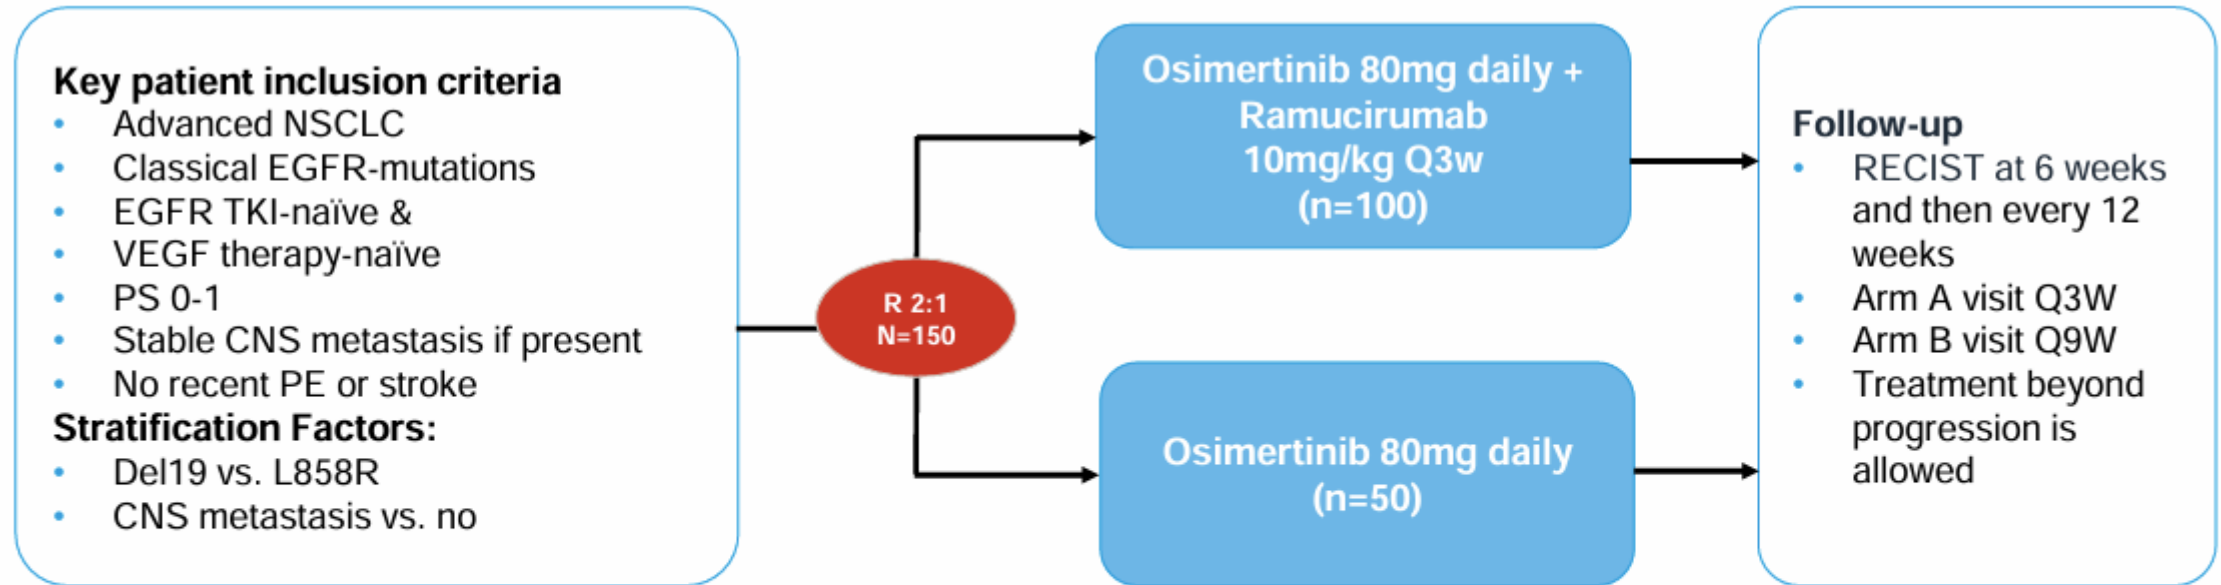 Key patient inclusion criteria
• Advanced NSCLC
• Classical EGFR-mutations
• EGFR TKI-naïve &
• VEGF therapy-naïve
• PS 0-1
• Stable CNS metastasis if present
• No recent PE or stroke
Stratification Factors:
• Del19 vs. L858R
• CNS metastasis vs. no
R 2:1
N=150
Osimertinib 80mg daily +
Ramucirumab
10mg/kg Q3w
(n=100)
Osimertinib 80mg daily
(n=50)
Follow-up
• RECIST at 6 weeks
and then every 12
weeks
• Arm A visit Q3W
• Arm B visit Q9W
• Treatment beyond
progression is
allowed